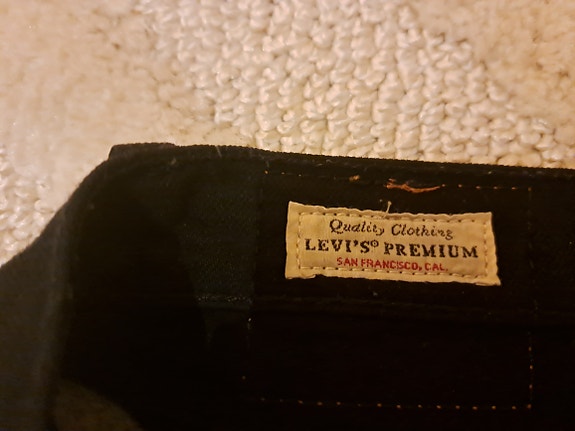 Quality Clothing
LEVI'S® PREMIUM
SAN FRANCISCO, CAL.